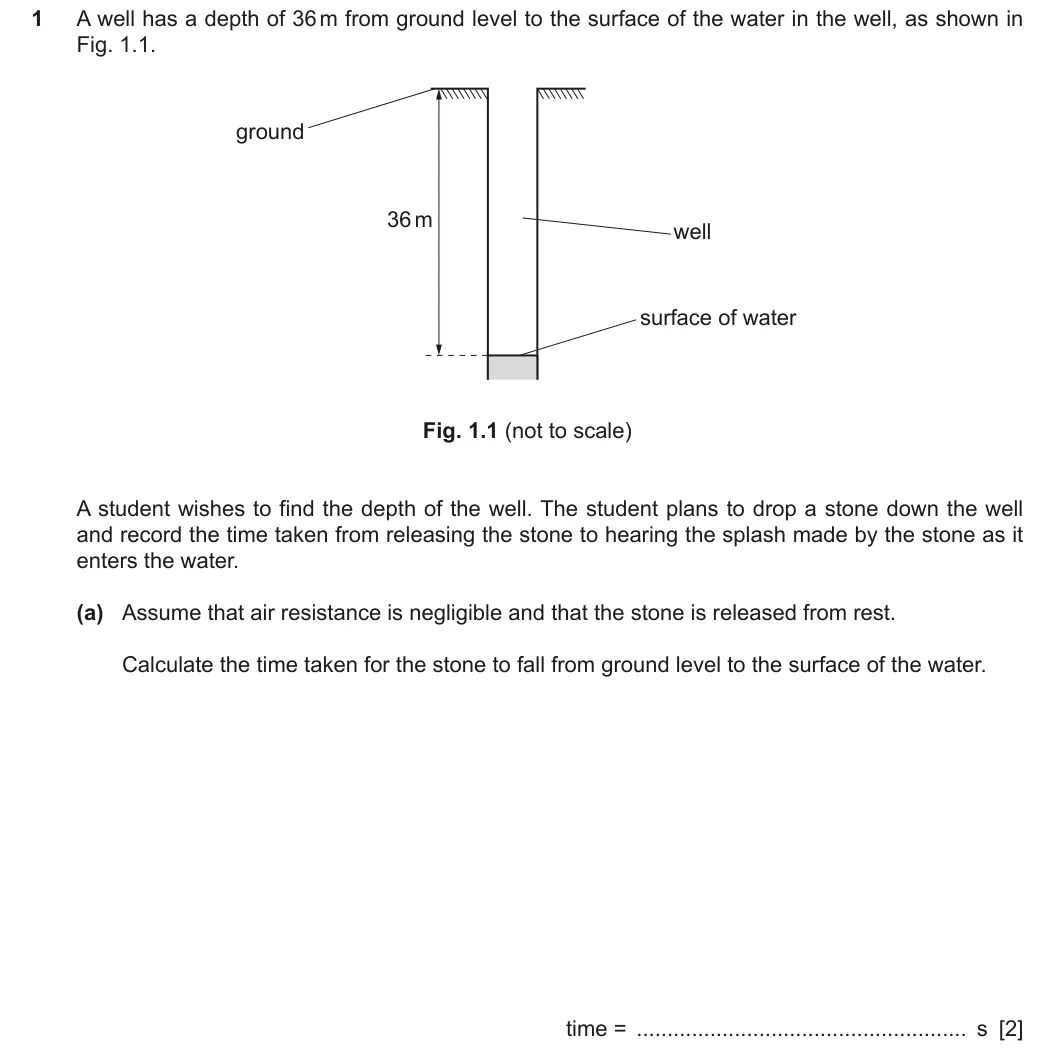 1 A well has a depth of 36 m from ground level to the surface of the water in the well, as shown in
Fig. 1.1.
ground
36 m
well
surface of water
Fig. 1.1 (not to scale)
A student wishes to find the depth of the well. The student plans to drop a stone down the well
and record the time taken from releasing the stone to hearing the splash made by the stone as it
enters the water.
(a) Assume that air resistance is negligible and that the stone is released from rest.
Calculate the time taken for the stone to fall from ground level to the surface of the water.
time = ...................................................... s [2]